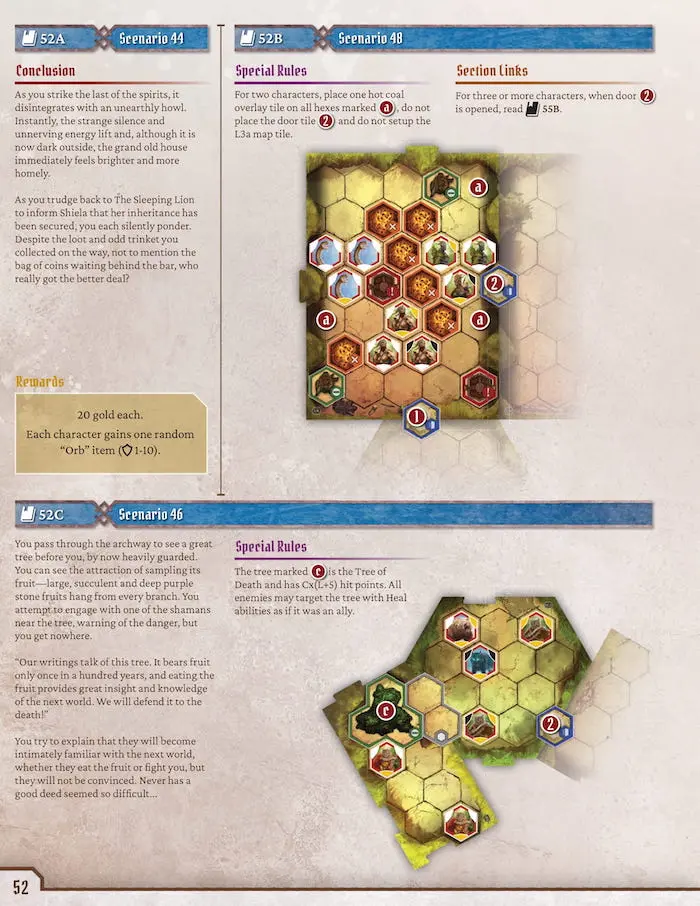 52A
Scenario 44
Conclusion
As you strike the last of the spirits, it
disintegrates with an unearthly howl.
Instantly, the strange silence and
unnerving energy lift and, although it is
now dark outside, the grand old house
immediately feels brighter and more
homely.
As you trudge back to The Sleeping Lion
to inform Shiela that her inheritance has
been secured, you each silently ponder.
Despite the loot and odd trinket you
collected on the way, not to mention the
bag of coins waiting behind the bar, who
really got the better deal?
Rewards
20 gold each.
Each character gains one random
“Orb” item (1-10).
52B
Scenario 48
Special Rules
For two characters, place one hot coal
overlay tile on all hexes marked a, do not
place the door tile 2 and do not setup the
L3a map tile.
Section Links
For three or more characters, when door 2
is opened, read 55B.
a
2
a
a
1
52C
Scenario 46
You pass through the archway to see a great
tree before you, by now heavily guarded.
You can see the attraction of sampling its
fruit—large, succulent and deep purple
stone fruits hang from every branch. You
attempt to engage with one of the shamans
near the tree, warning of the danger, but
you get nowhere.
“Our writings talk of this tree. It bears fruit
only once in a hundred years, and eating the
fruit provides great insight and knowledge
of the next world. We will defend it to the
death!”
You try to explain that they will become
intimately familiar with the next world,
whether they eat the fruit or fight you, but
they will not be convinced. Never has a
good deed seemed so difficult...
Special Rules
The tree marked c is the Tree of
Death and has Cx(L+5) hit points. All
enemies may target the tree with Heal
abilities as if it was an ally.
c
2
52